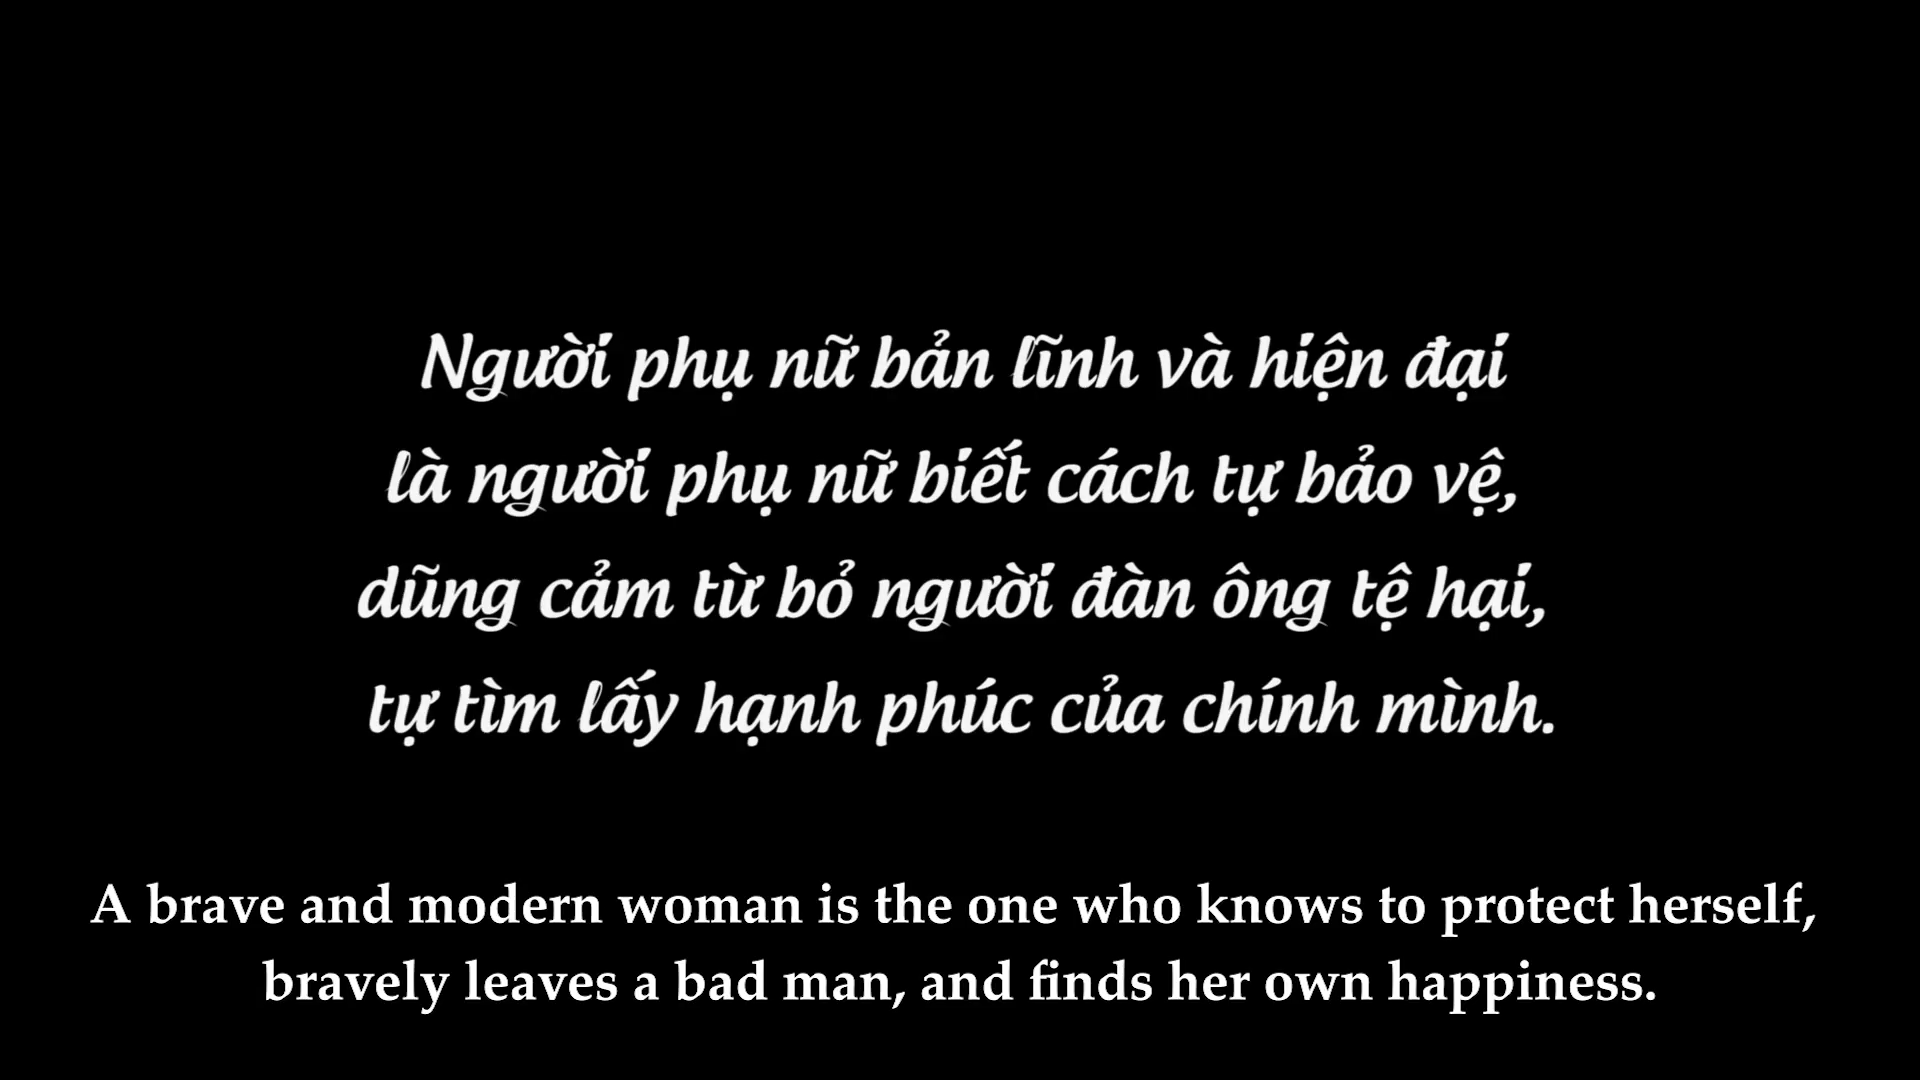 Người phụ nữ bản lĩnh và hiện đại
là người phụ nữ biết cách tự bảo vệ,
dũng cảm từ bỏ người đàn ông tệ hại,
tự tìm lấy hạnh phúc của chính mình.
A brave and modern woman is the one who knows to protect herself,
bravely leaves a bad man, and finds her own happiness.